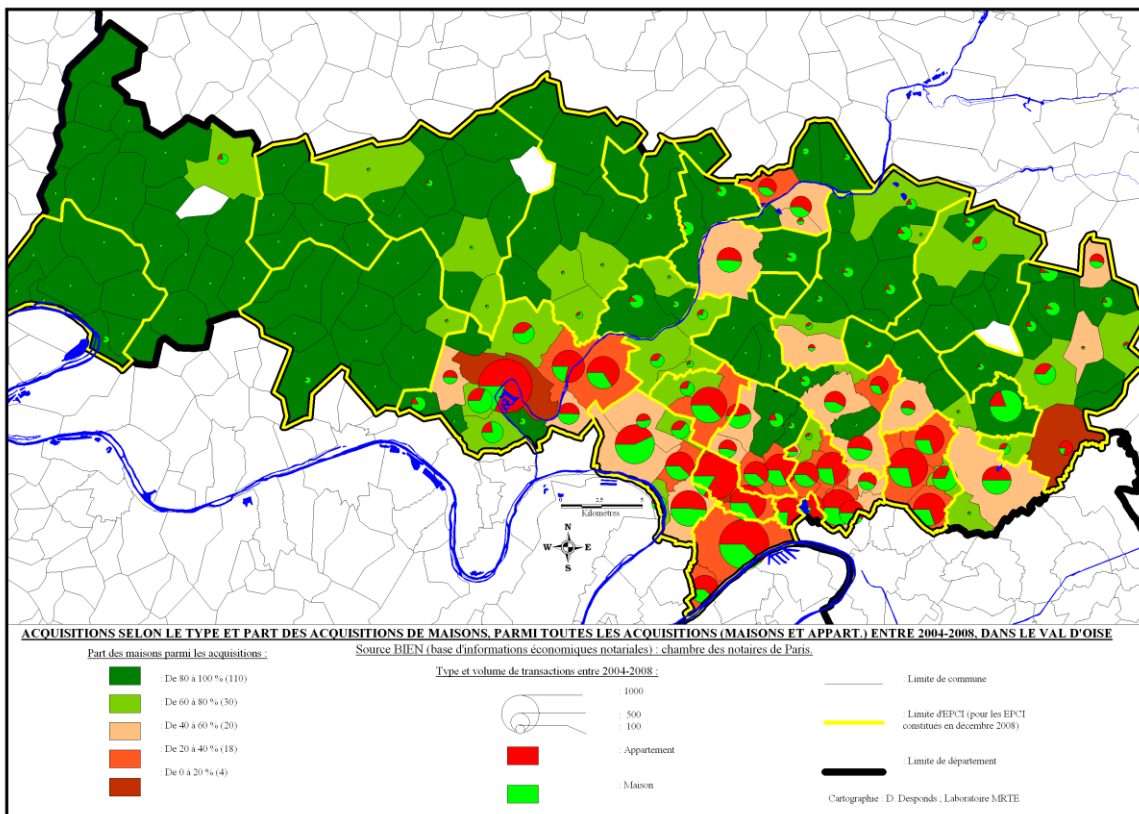 0 2.5 5
Kilomètres
N
W E
S
ACQUISITIONS SELON LE TYPE ET PART DES ACQUISITIONS DE MAISONS, PARMI TOUTES LES ACQUISITIONS (MAISONS ET APPART.) ENTRE 2004-2008, DANS LE VAL D'OISE
Source BIEN (base d'informations économiques notariales) : chambre des notaires de Paris.
Part des maisons parmi les acquisitions :
: De 80 à 100 % (110)
: De 60 à 80 % (30)
: De 40 à 60 % (20)
: De 20 à 40 % (18)
: De 0 à 20 % (4)
Type et volume de transactions entre 2004-2008 :
: 1000
: 500
: 100
: Appartement
: Maison
: Limite de commune
: Limite d'EPCI (pour les EPCI
constitués en décembre 2008)
: Limite de département
Cartographie : D. Desponds ; Laboratoire MRTE